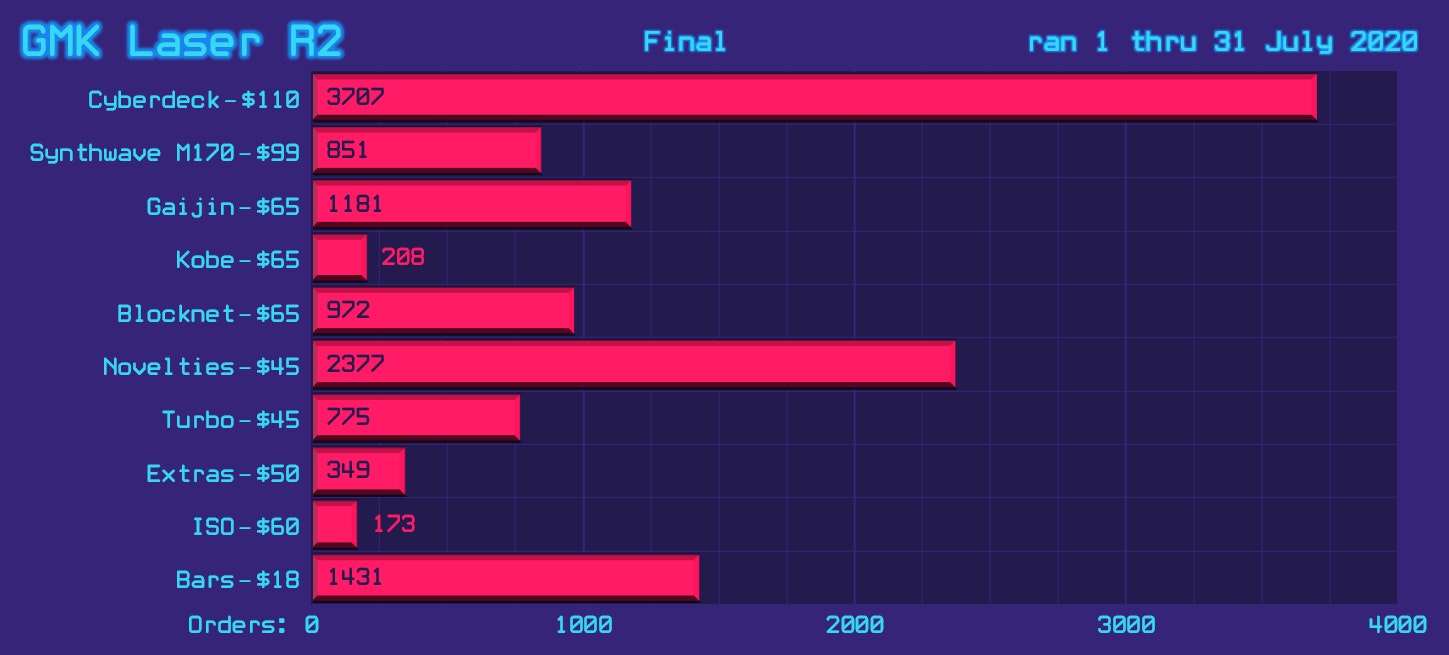 GMK Laser R2 Final ran 1 thru 31 July 2020
Cyberdeck-$110 3707
Synthwave M170-$99 851
Gaijin-$65 1181
Kobe-$65 208
Blocknet-$65 972
Novelties-$45 2377
Turbo-$45 775
Extras-$50 349
ISO-$60 173
Bars-$18 1431
Orders: 0 1000 2000 3000 4000